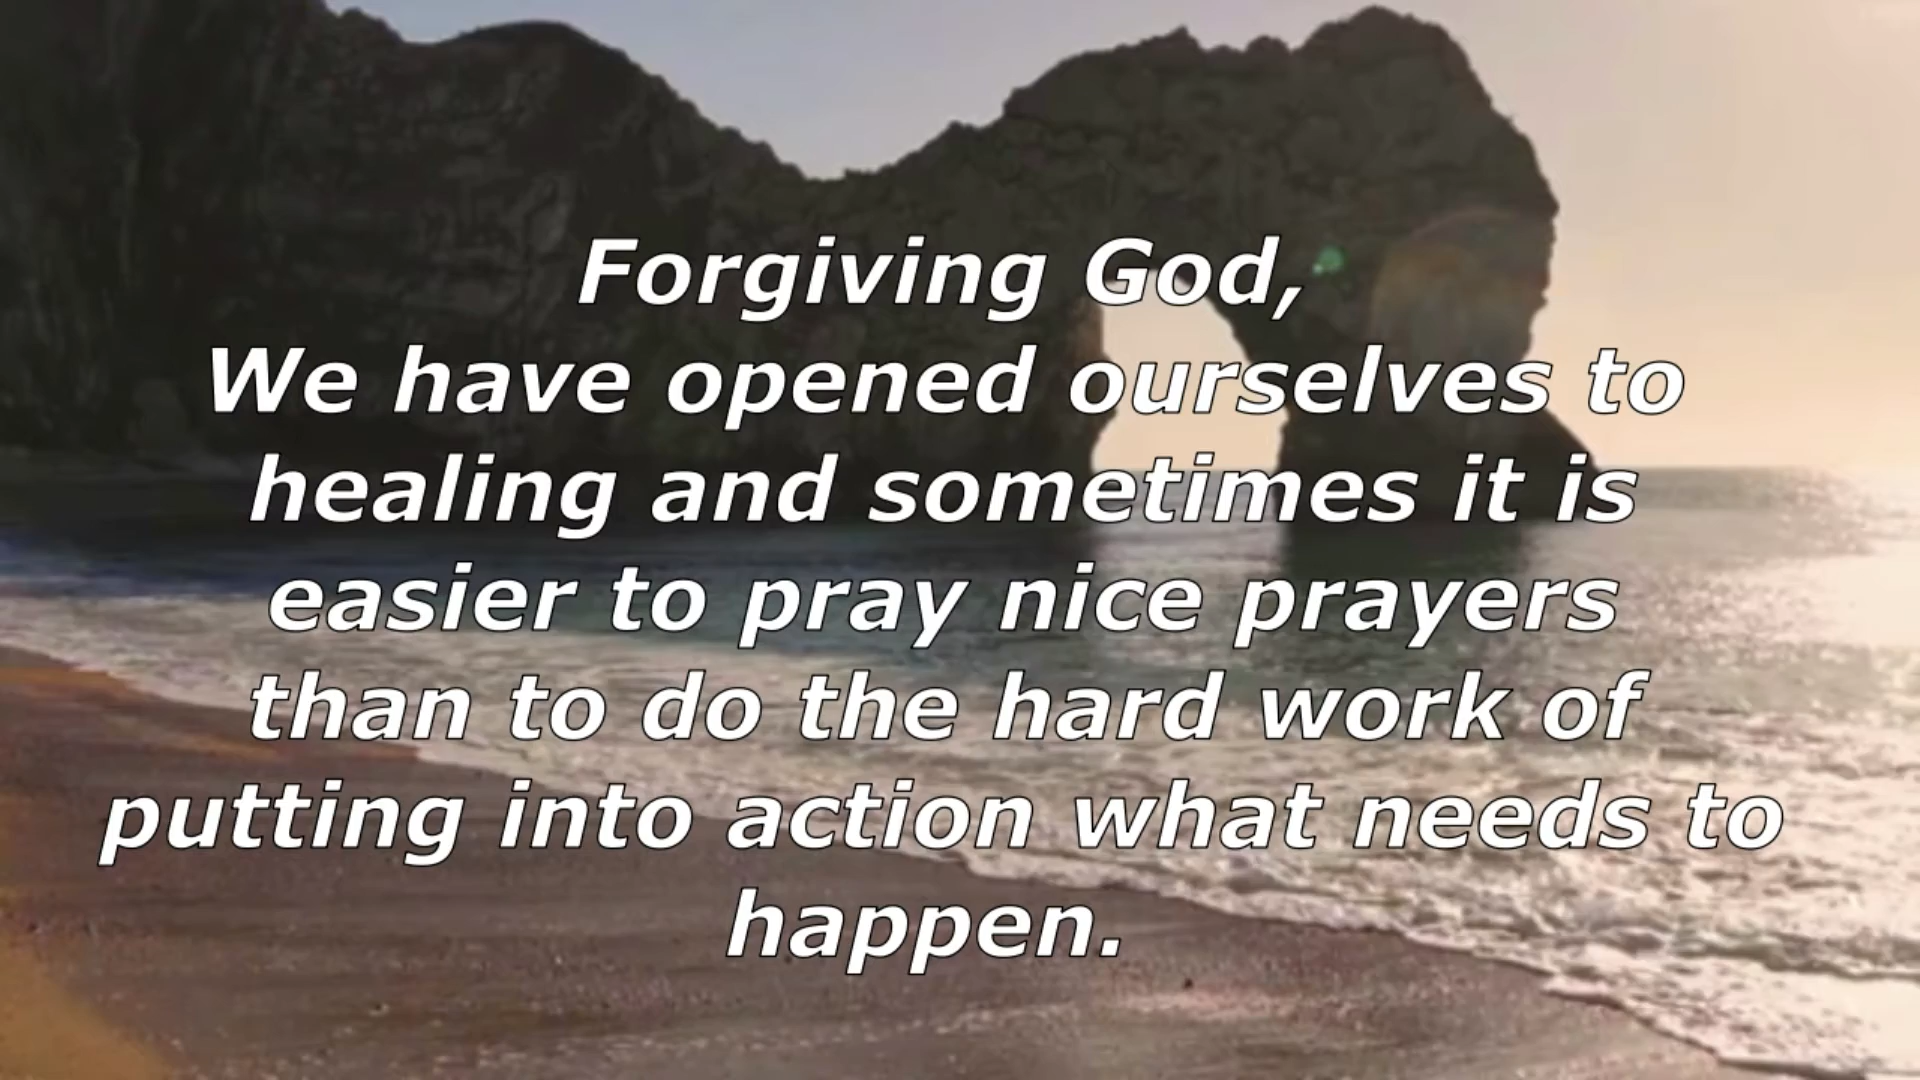 Forgiving God,
We have opened ourselves to
healing and sometimes it is
easier to pray nice prayers
than to do the hard work of
putting into action what needs to
happen.